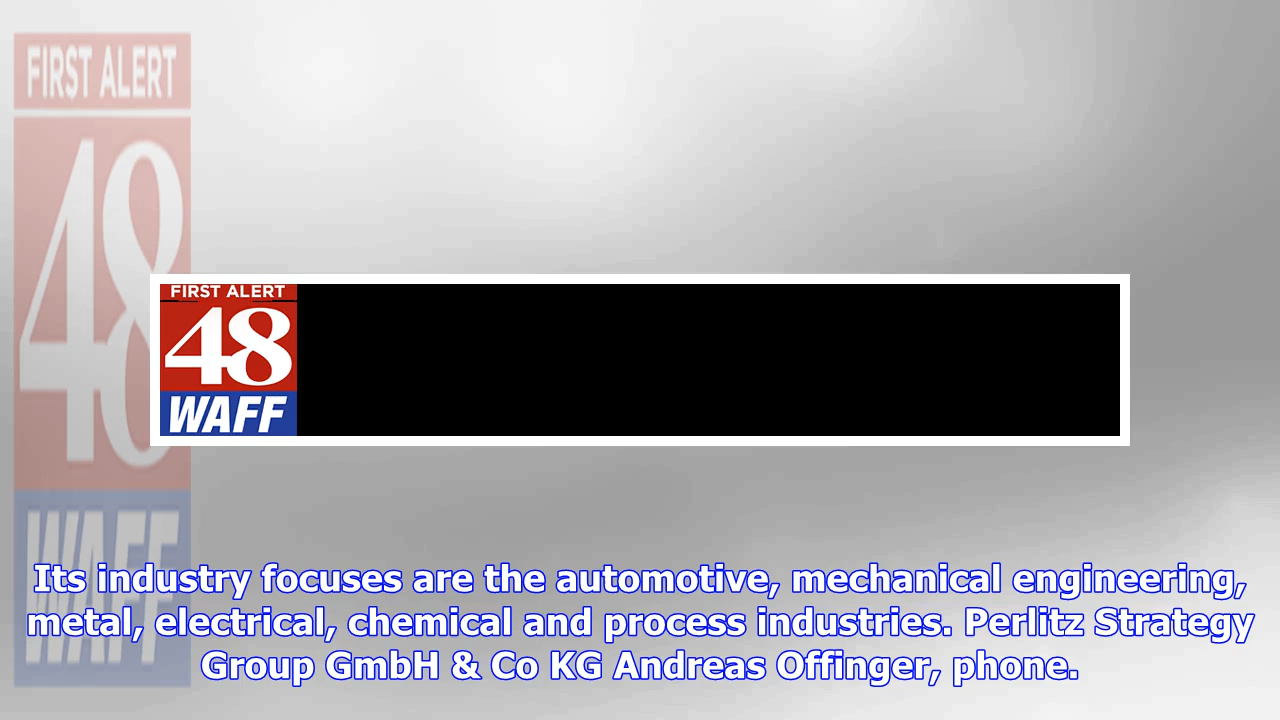 FIRST ALERT
48
WAFF
FIRST ALERT
48
WAFF
Its industry focuses are the automotive, mechanical engineering,
metal, electrical, chemical and process industries. Perlitz Strategy
Group GmbH & Co KG Andreas Offinger, phone.